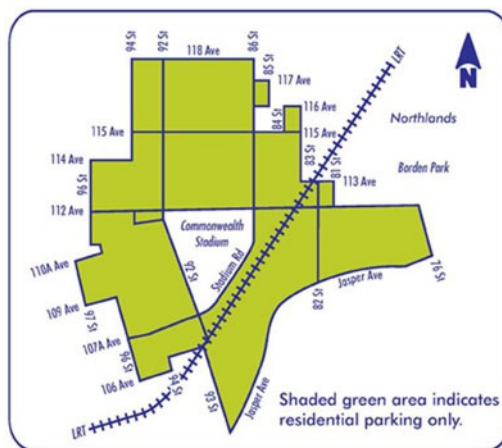 94 St
92 St
118 Ave
86 St
85 St
117 Ave
LRT
N
84 St
116 Ave
115 Ave
115 Ave
Northlands
83 St
81 St
114 Ave
96 St
113 Ave
Borden Park
112 Ave
Commonwealth
Stadium
110A Ave
92 St
Stadium Rd
76 St
109 Ave
97 St
82 St
Jasper Ave
107A Ave
96 St
106 Ave
94 St
93 St
Jasper Ave
LRT
Shaded green area indicates
residential parking only.